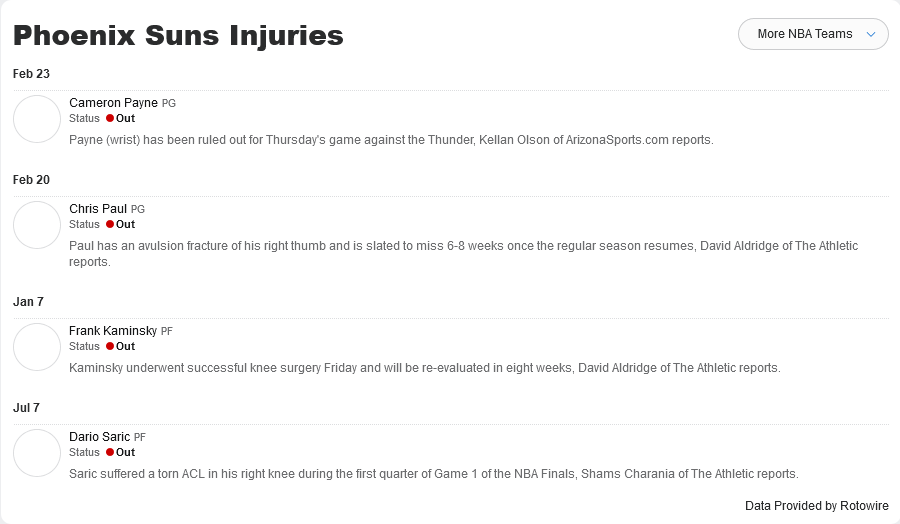 Phoenix Suns Injuries
More NBA Teams
Feb 23
Cameron Payne PG
Status Out
Payne (wrist) has been ruled out for Thursday's game against the Thunder, Kellan Olson of ArizonaSports.com reports.
Feb 20
Chris Paul PG
Status Out
Paul has an avulsion fracture of his right thumb and is slated to miss 6-8 weeks once the regular season resumes, David Aldridge of The Athletic
reports.
Jan 7
Frank Kaminsky PF
Status Out
Kaminsky underwent successful knee surgery Friday and will be re-evaluated in eight weeks, David Aldridge of The Athletic reports.
Jul 7
Dario Saric PF
Status Out
Saric suffered a torn ACL in his right knee during the first quarter of Game 1 of the NBA Finals, Shams Charania of The Athletic reports.
Data Provided by Rotowire